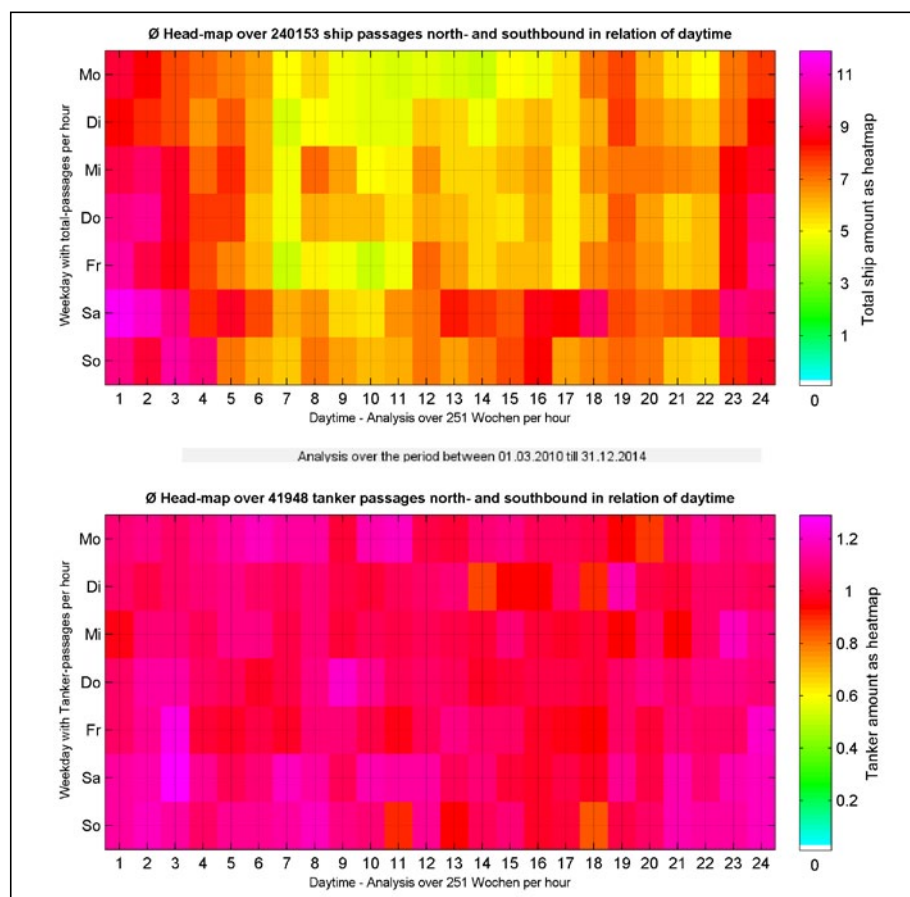 Ø Head-map over 240153 ship passages north- and southbound in relation of daytime
Weekday with total-passages per hour
Mo
Di
Mi
Do
Fr
Sa
So
1 2 3 4 5 6 7 8 9 10 11 12 13 14 15 16 17 18 19 20 21 22 23 24
Daytime - Analysis over 251 Wochen per hour
11
9
7
5
3
1
0
Total ship amount as heatmap
Analysis over the period between 01.03.2010 till 31.12.2014
Ø Head-map over 41948 tanker passages north- and southbound in relation of daytime
Weekday with Tanker-passages per hour
Mo
Di
Mi
Do
Fr
Sa
So
1 2 3 4 5 6 7 8 9 10 11 12 13 14 15 16 17 18 19 20 21 22 23 24
Daytime - Analysis over 251 Wochen per hour
1.2
1
0.8
0.6
0.4
0.2
0
Tanker amount as heatmap